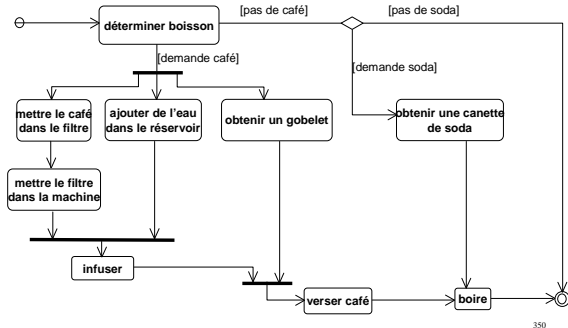 [pas de café]
[pas de soda]
déterminer boisson
[demande café]
[demande soda]
mettre le café
dans le filtre
ajouter de l'eau
dans le réservoir
obtenir un gobelet
obtenir une canette
de soda
mettre le filtre
dans la machine
infuser
verser café
boire
350